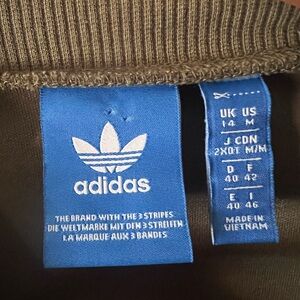 adidas
THE BRAND WITH THE 3 STRIPES
DIE WELTMARKE MIT DEN 3 STREIFEN
LA MARQUE AUX 3 BANDES
UK US
14 M
J CDN
2XOT M/M
D F
40 42
E I
40 46
MADE IN
VIETNAM